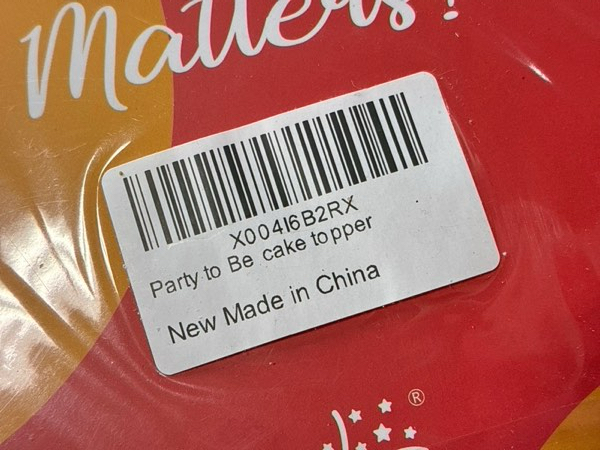 Matters!
X004I6B2RX
Party to Be cake topper
New Made in China
®